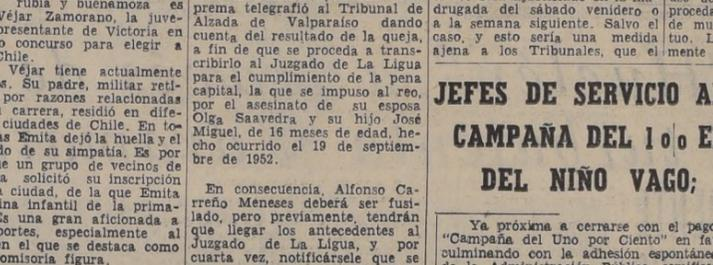 rubia y buenamoza es
Véjar Zamorano, la juve-
presentante de Victoria en
concurso para elegir a
Chile.
Véjar tiene actualmente
s. Su padre, militar reti-
por razones relacionadas
carrera, residió en dife-
ciudades de Chile. En to-
as Emita dejó la huella y el
do de su simpatía. Es por
e un grupo de vecinos de
a solicitó su inscripción
a ciudad, de la que Emita
ina infantil de la prima-
Es una gran aficionada a
portes, especialmente al
en el que se destaca como
omisoria figura.
prema telegrafió al Tribunal de
Alzada de Valparaíso dando
cuenta del resultado de la queja,
a fin de que se proceda a trans-
cribirlo al Juzgado de La Ligua
para el cumplimiento de la pena
capital, la que se impuso al reo,
por el asesinato de su esposa
Olga Saavedra y su hijo José
Miguel, de 16 meses de edad, he-
cho ocurrido el 19 de septiem-
bre de 1952.
En consecuencia, Alfonso Ca-
rreño Meneses deberá ser fusi-
lado, pero previamente, tendrán
que llegar los antecedentes al
Juzgado de La Ligua, y por
cuarta vez, notificársele que se
drugada del sábado venidero o
a la semana siguiente. Salvo el
caso, y esto sería una medida
ajena a los Tribunales, que el
proceda
de mu
tuo. L
mente
JEFES DE SERVICIO A
CAMPAÑA DEL 1o|o E
DEL NIÑO VAGO;
Ya próxima a cerrarse con el pago
"Campaña del Uno por Ciento" en fa
culminando con la adhesión espontáne